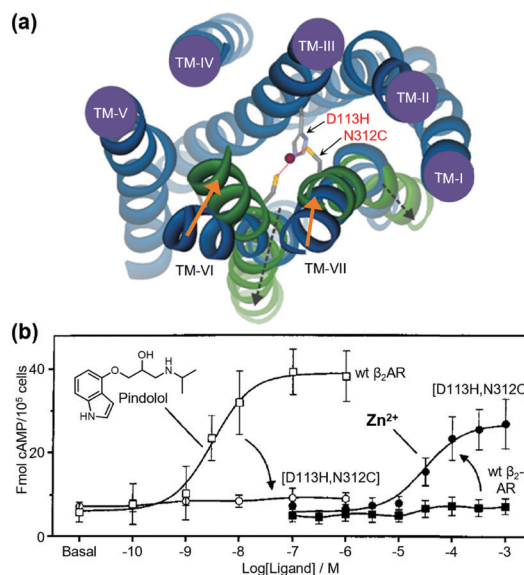 (a)
TM-III
TM-IV
TM-V
TM-II
D113H
N312C
TM-I
TM-VI
TM-VII
(b)
Fmol cAMP/10⁵ cells
40
20
0
OH
O
H
N
N
H
Pindolol
wt β₂AR
[D113H,N312C]
Zn²⁺
[D113H,N312C]
wt β₂-
AR
Basal -10 -9 -8 -7 -6 -5 -4 -3
Log[Ligand] / M